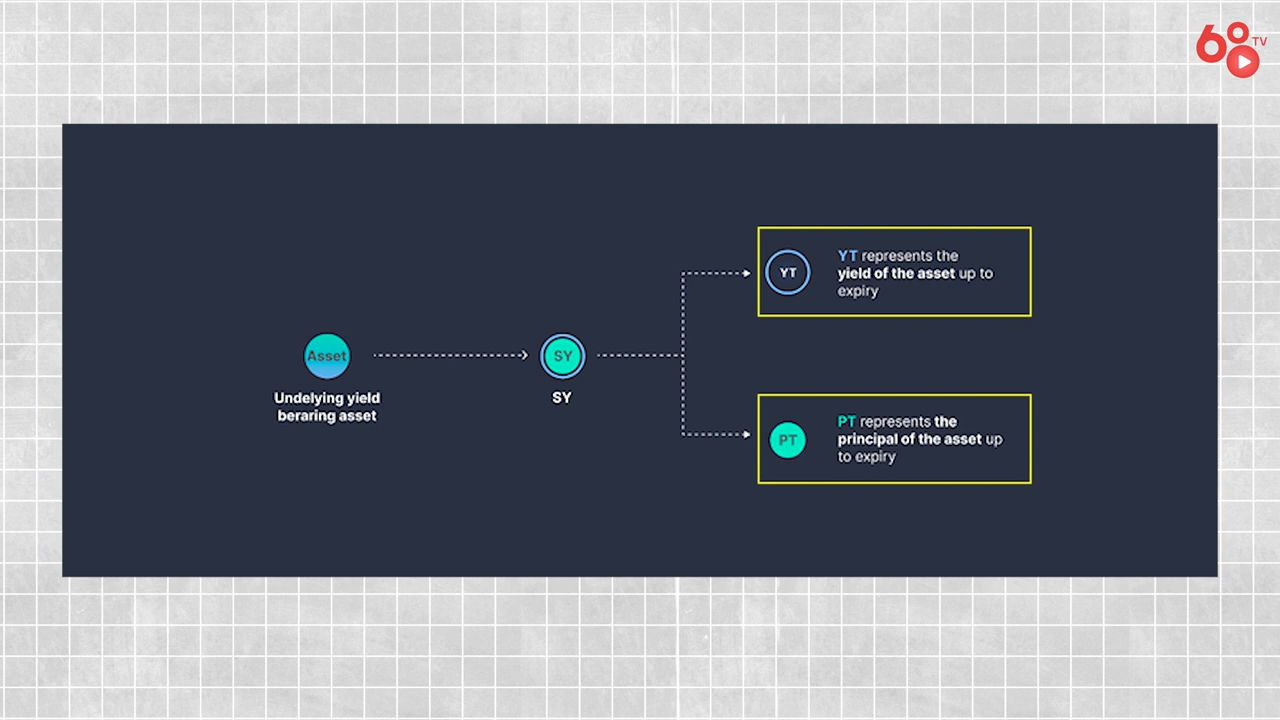 68
TV
Asset
Undelying yield
beraring asset
SY
SY
YT
YT represents the
yield of the asset up to
expiry
PT
PT represents the
principal of the asset up
to expiry